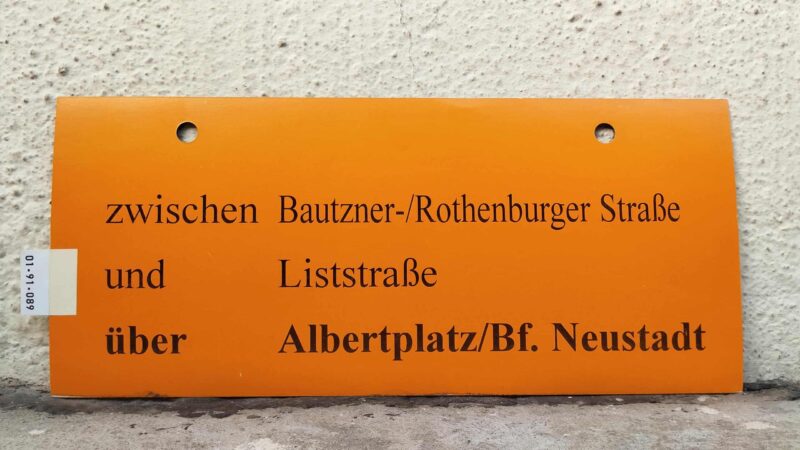 zwischen Bautzner-/Rothenburger Straße
und Liststraße
über Albertplatz/Bf. Neustadt
01-91-089